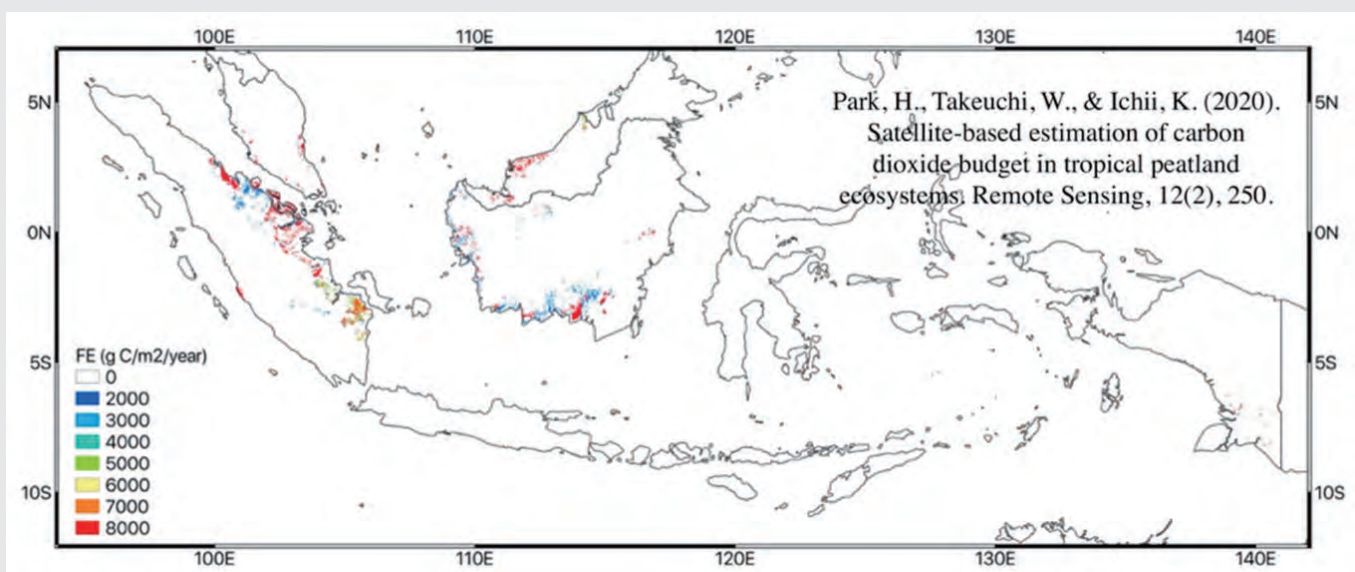 100E 110E 120E 130E 140E
5N 5N
Park, H., Takeuchi, W., & Ichii, K. (2020).
Satellite-based estimation of carbon
dioxide budget in tropical peatland
ecosystems. Remote Sensing, 12(2), 250.
0N 0N
5S 5S
FE (g C/m2/year)
0
2000
3000
4000
5000
6000
7000
8000
10S 10S
100E 110E 120E 130E 140E